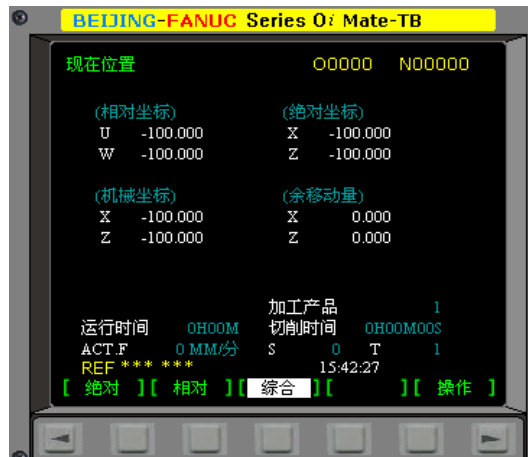 BEIJING-FANUC Series Oi Mate-TB
现在位置 O0000 N00000
(相对坐标) (绝对坐标)
U -100.000 X -100.000
W -100.000 Z -100.000
(机械坐标) (余移动量)
X -100.000 X 0.000
Z -100.000 Z 0.000
加工产品 1
运行时间 0H00M 切削时间 0H00M00S
ACT.F 0 MM/分 S 0 T 1
REF *** *** 15:42:27
[ 绝对 ][ 相对 ][ 综合 ][ ][ 操作 ]